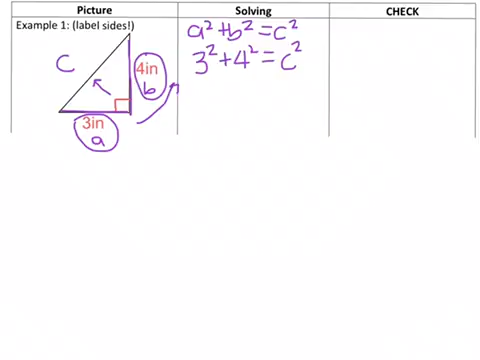 Picture
Solving
CHECK
Example 1: (label sides!)
a² + b² = c²
3² + 4² = c²
C
4in
b
3in
a